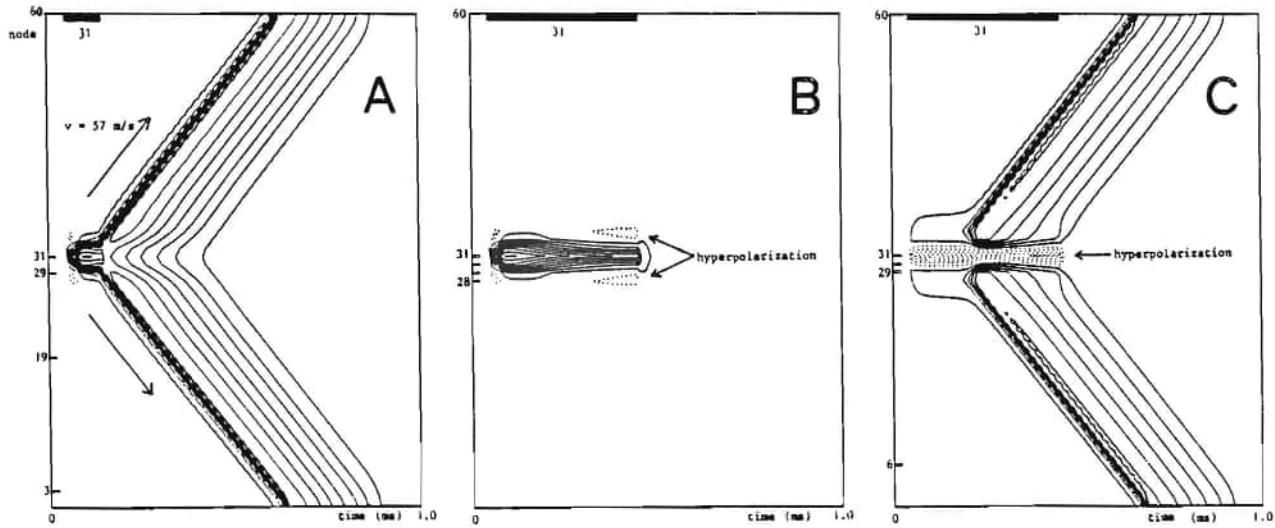 60
node
31
A
v = 57 m/s
31
29
19
3
0
time (ms)
1.0
31
B
31
28
hyperpolarization
0
time (ms)
1.0
60
31
C
31
29
hyperpolarization
6
0
time (ms)
1.0